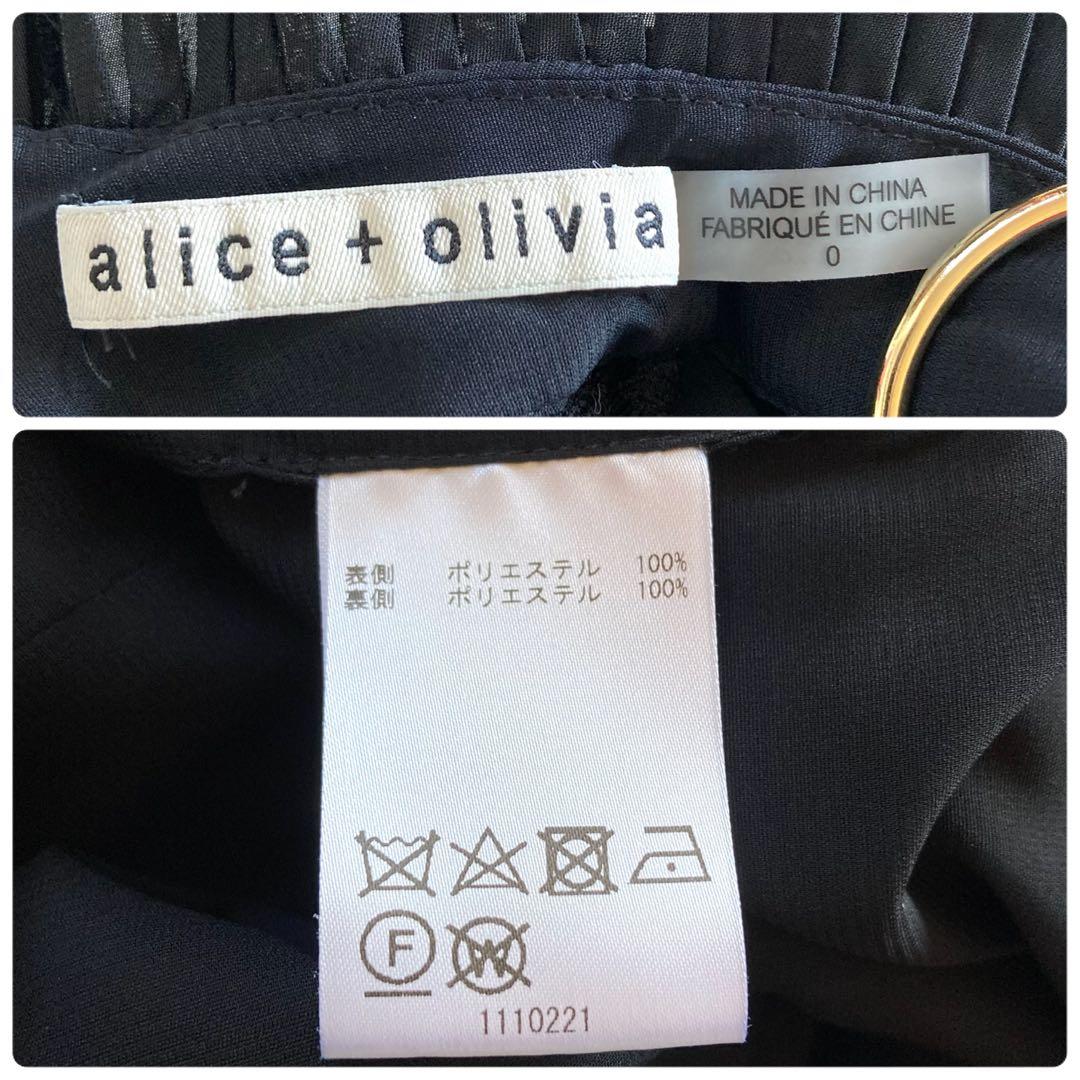 alice + olivia
MADE IN CHINA
FABRIQUÉ EN CHINE
0
表側 ポリエステル 100%
裏側 ポリエステル 100%
F W
1110221